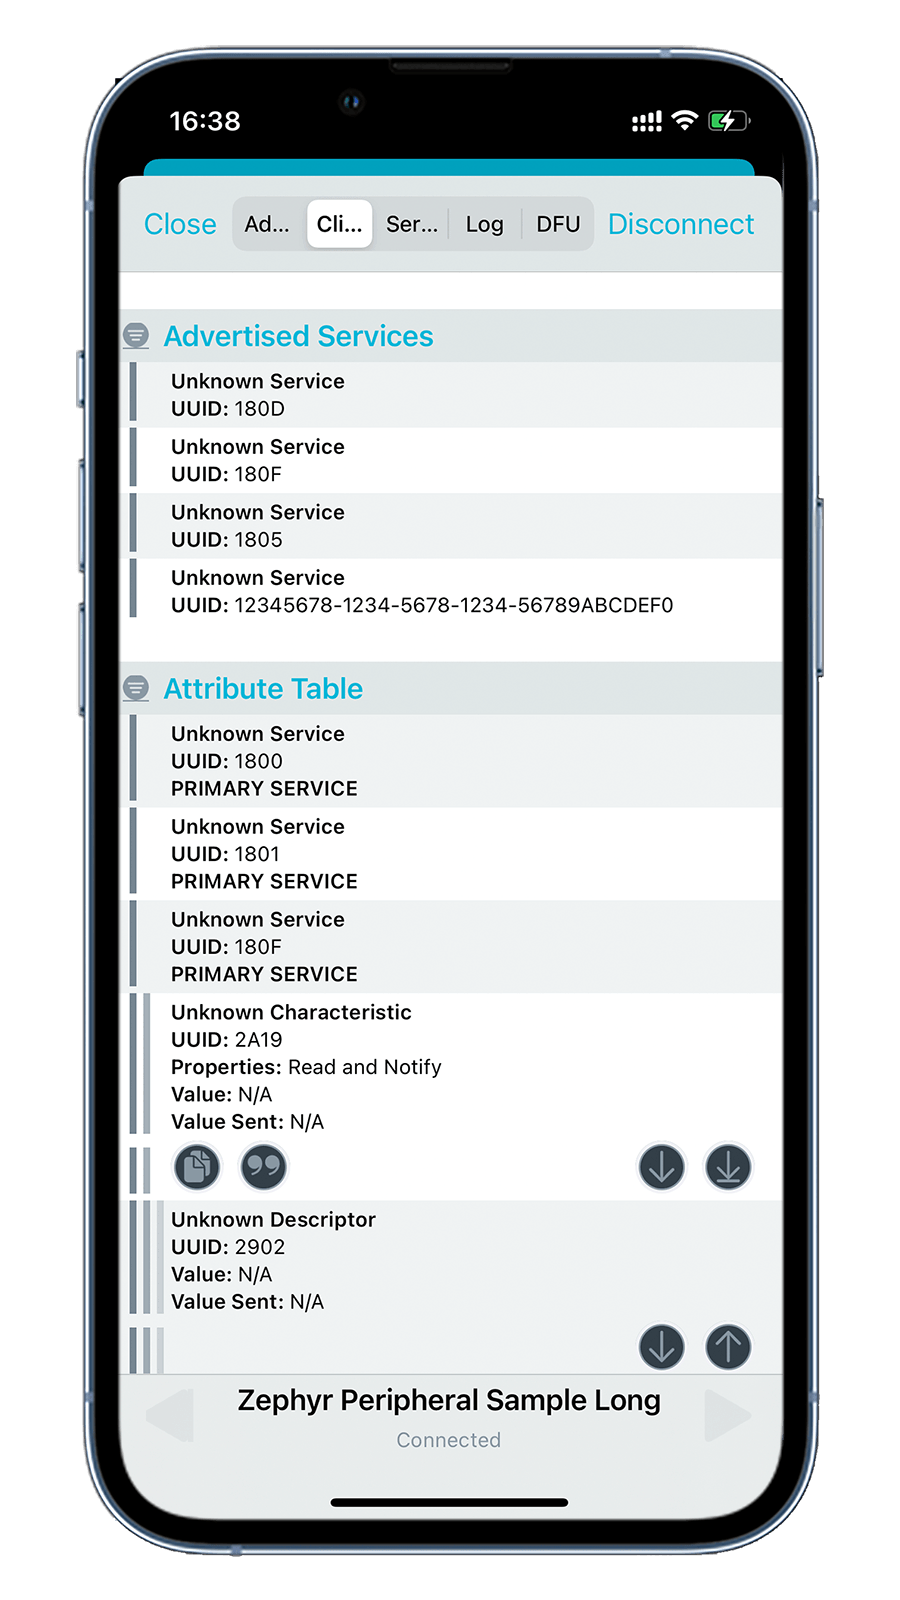 16:38
Close Ad... Cli... Ser... Log DFU Disconnect
Advertised Services
Unknown Service
UUID: 180D
Unknown Service
UUID: 180F
Unknown Service
UUID: 1805
Unknown Service
UUID: 12345678-1234-5678-1234-56789ABCDEF0
Attribute Table
Unknown Service
UUID: 1800
PRIMARY SERVICE
Unknown Service
UUID: 1801
PRIMARY SERVICE
Unknown Service
UUID: 180F
PRIMARY SERVICE
Unknown Characteristic
UUID: 2A19
Properties: Read and Notify
Value: N/A
Value Sent: N/A
Unknown Descriptor
UUID: 2902
Value: N/A
Value Sent: N/A
Zephyr Peripheral Sample Long
Connected